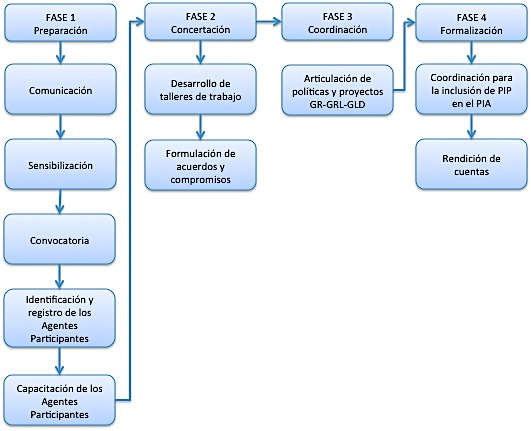 FASE 1
Preparación
Comunicación
Sensibilización
Convocatoria
Identificación y
registro de los
Agentes
Participantes
Capacitación de los
Agentes
Participantes
FASE 2
Concertación
Desarrollo de
talleres de trabajo
Formulación de
acuerdos y
compromisos
FASE 3
Coordinación
Articulación de
políticas y proyectos
GR-GRL-GLD
FASE 4
Formalización
Coordinación para
la inclusión de PIP
en el PIA
Rendición de
cuentas